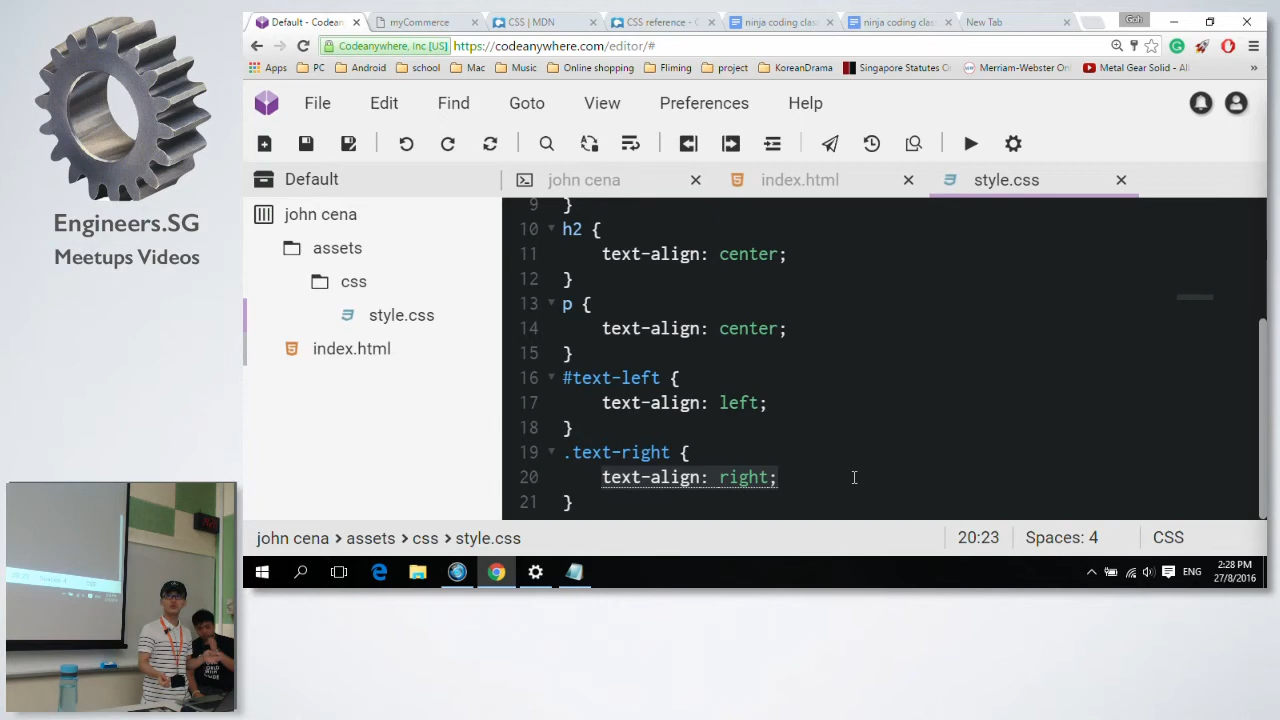 Engineers.SG
Meetups Videos
Default - Codean
myCommerce
CSS | MDN
CSS reference - C
ninja coding clas
ninja coding clas
New Tab
Goh
Codeanywhere, Inc [US]
https://codeanywhere.com/editor/#
Apps
PC
Android
school
Mac
Music
Online shopping
Fliming
project
KoreanDrama
Singapore Statutes O
Merriam-Webster On
Metal Gear Solid - Al
»
File
Edit
Find
Goto
View
Preferences
Help
Default
john cena
index.html
style.css
john cena
assets
css
style.css
index.html
9 }
10 h2 {
11 text-align: center;
12 }
13 p {
14 text-align: center;
15 }
16 #text-left {
17 text-align: left;
18 }
19 .text-right {
20 text-align: right;
21 }
john cena > assets > css > style.css
20:23
Spaces: 4
CSS
ENG
2:28 PM
27/8/2016